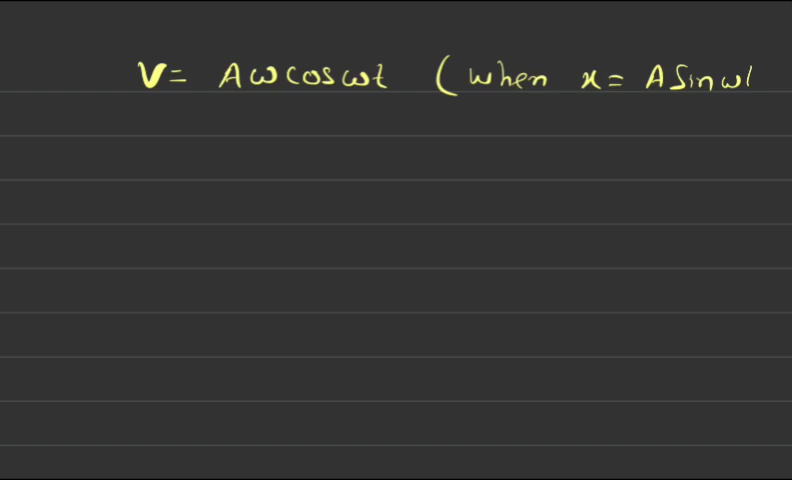 V= Aωcosωt (when x= ASinωt